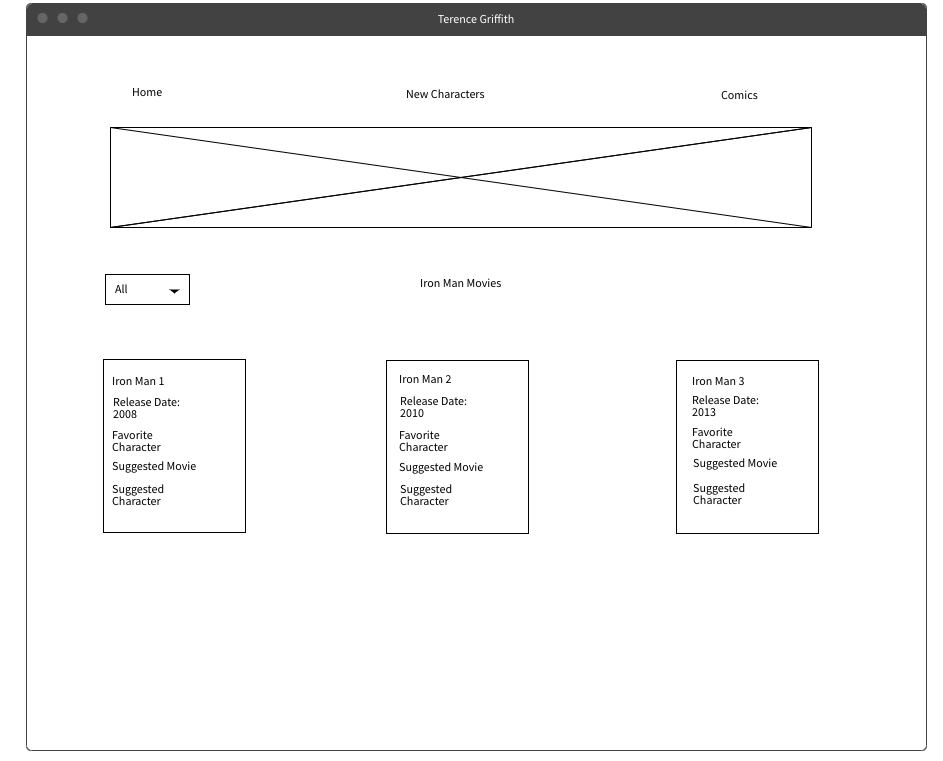 Terence Griffith
Home
New Characters
Comics
All
Iron Man Movies
Iron Man 1
Release Date:
2008
Favorite
Character
Suggested Movie
Suggested
Character
Iron Man 2
Release Date:
2010
Favorite
Character
Suggested Movie
Suggested
Character
Iron Man 3
Release Date:
2013
Favorite
Character
Suggested Movie
Suggested
Character